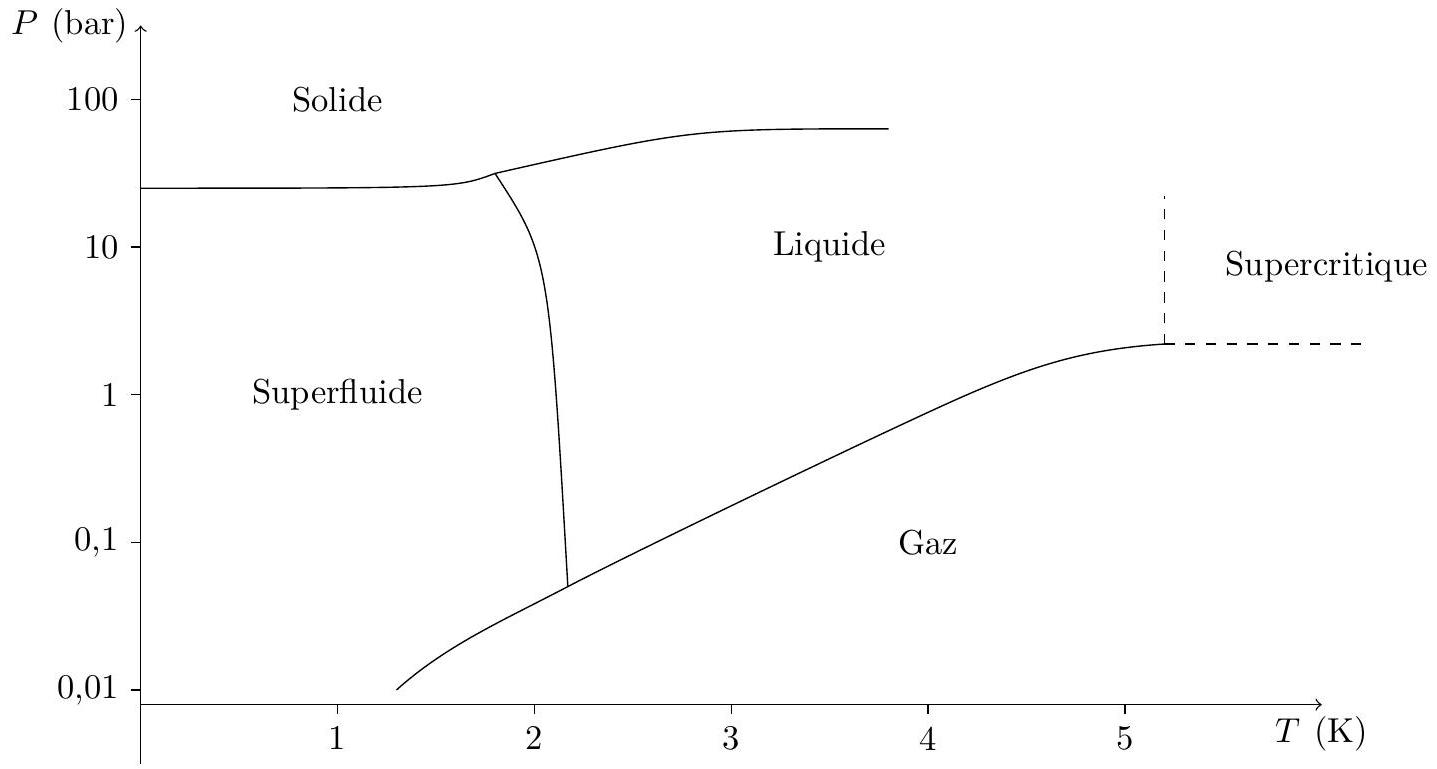 P (bar)
100
Solide
10
Liquide
Supercritique
1
Superfluide
0,1
Gaz
0,01
1
2
3
4
5
T (K)